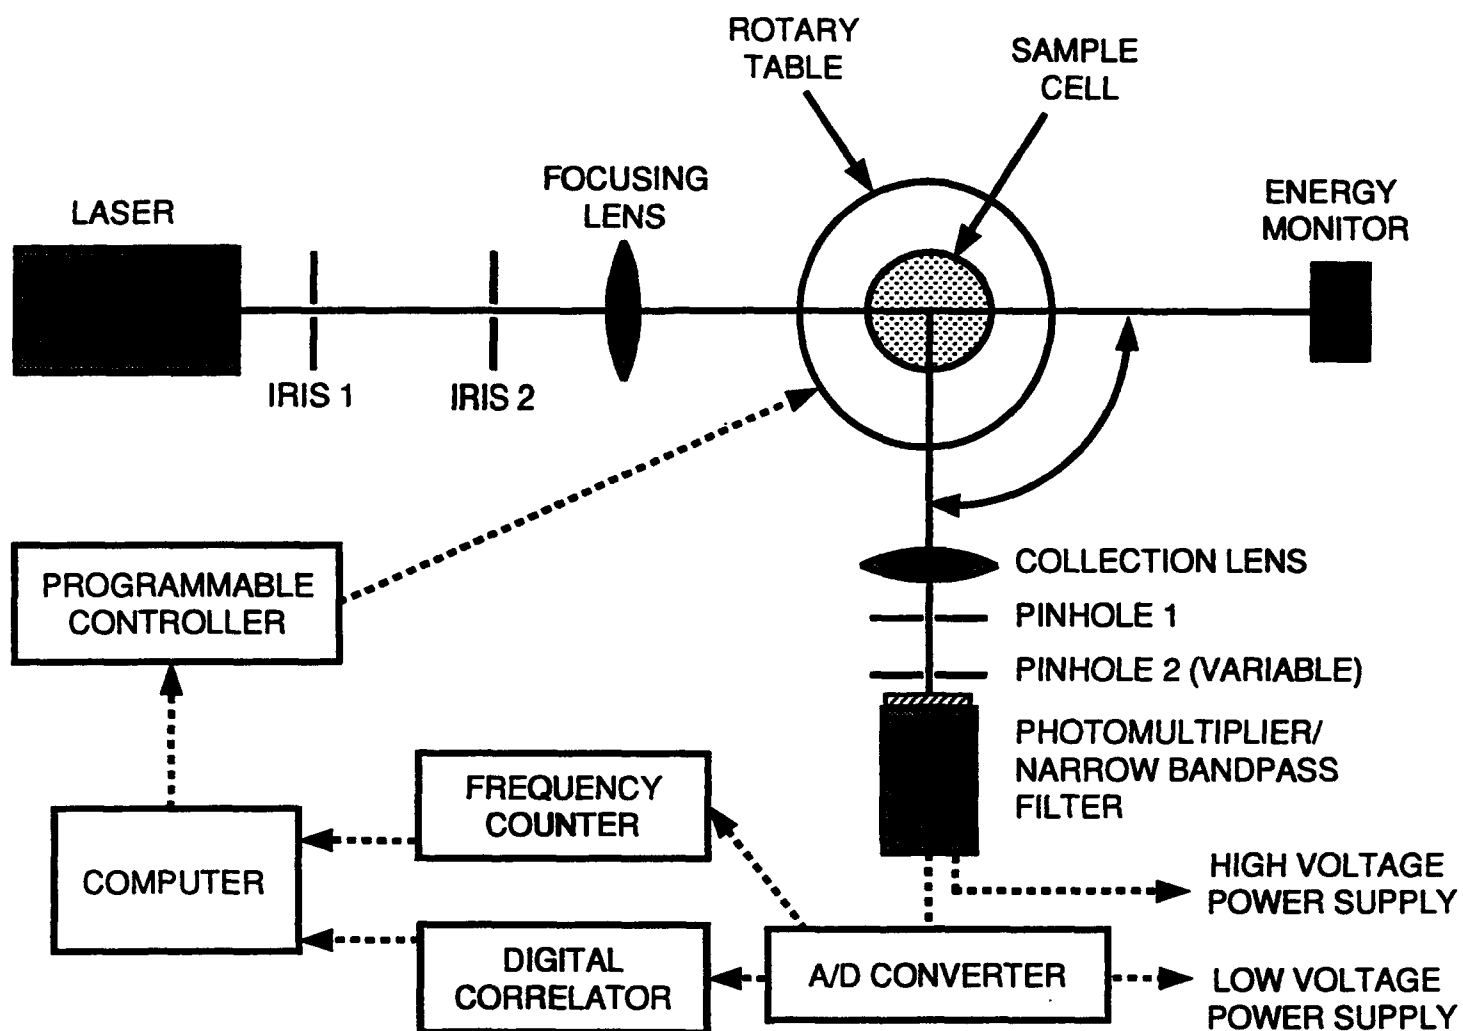 ROTARY
TABLE
SAMPLE
CELL
FOCUSING
LENS
LASER
ENERGY
MONITOR
IRIS 1
IRIS 2
COLLECTION LENS
PROGRAMMABLE
CONTROLLER
PINHOLE 1
PINHOLE 2 (VARIABLE)
PHOTOMULTIPLIER/
NARROW BANDPASS
FILTER
FREQUENCY
COUNTER
COMPUTER
HIGH VOLTAGE
POWER SUPPLY
DIGITAL
CORRELATOR
A/D CONVERTER
LOW VOLTAGE
POWER SUPPLY